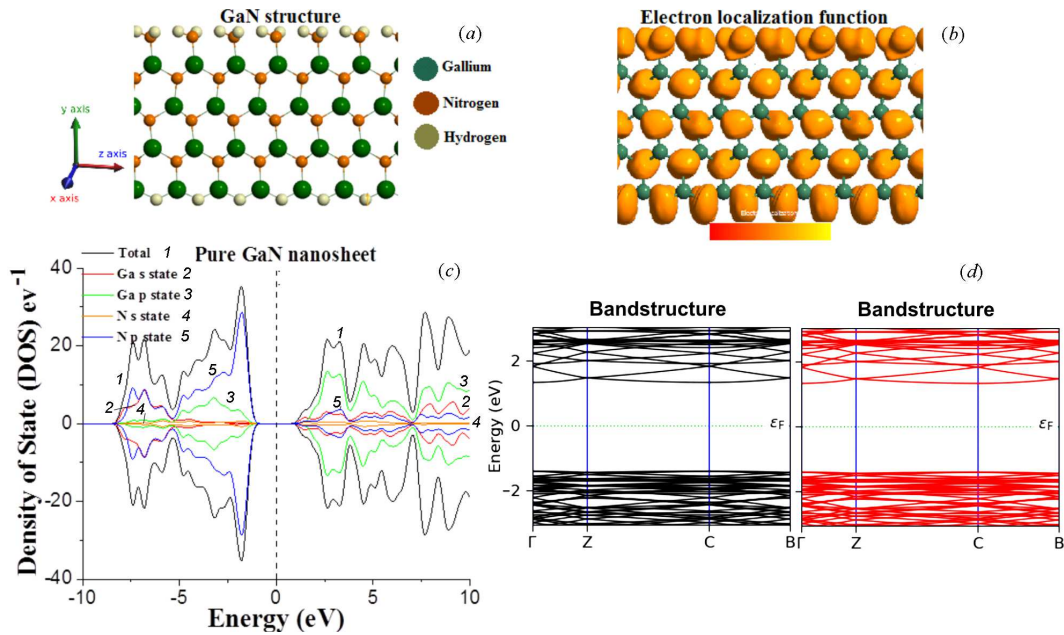 GaN structure
(a)
Gallium
Nitrogen
Hydrogen
y axis
z axis
x axis
Electron localization function
(b)
Pure GaN nanosheet
(c)
Total 1
Ga s state 2
Ga p state 3
N s state 4
N p state 5
Density of State (DOS) ev⁻¹
40
20
0
-20
-40
1
2
4
5
3
1
5
3
2
4
-10
-5
0
5
10
Energy (eV)
(d)
Bandstructure
Bandstructure
Energy (eV)
2
0
−2
εF
Γ
Z
C
B
2
0
−2
εF
Γ
Z
C
B